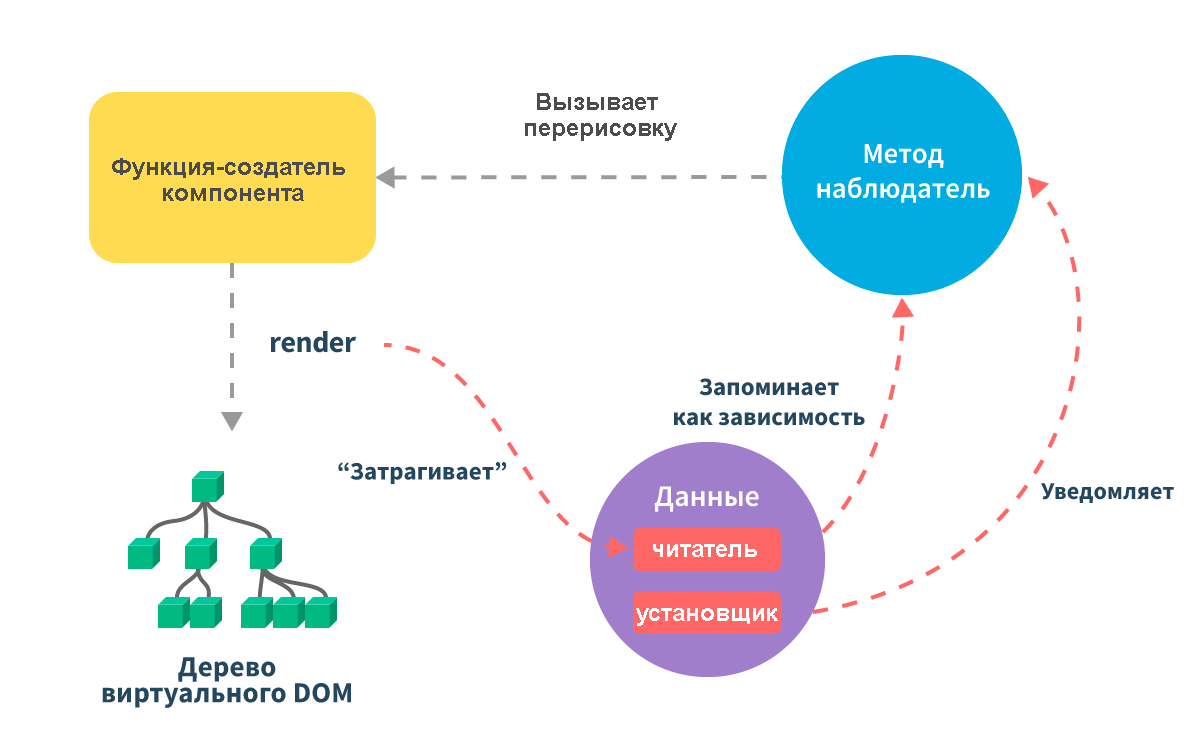 Вызывает
перерисовку
Функция-создатель
компонента
Метод
наблюдатель
render
Запоминает
как зависимость
“Затрагивает”
Данные
Уведомляет
читатель
установщик
Дерево
виртуального DOM